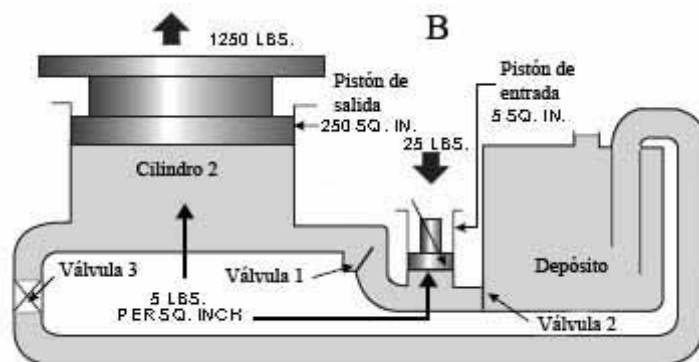 1250 LBS.
B
Pistón de
salida
250 SQ. IN.
Pistón de
entrada
5 SQ. IN.
25 LBS.
Cilindro 2
Depósito
Válvula 3
Válvula 1
5 LBS.
PER SQ. INCH
Válvula 2